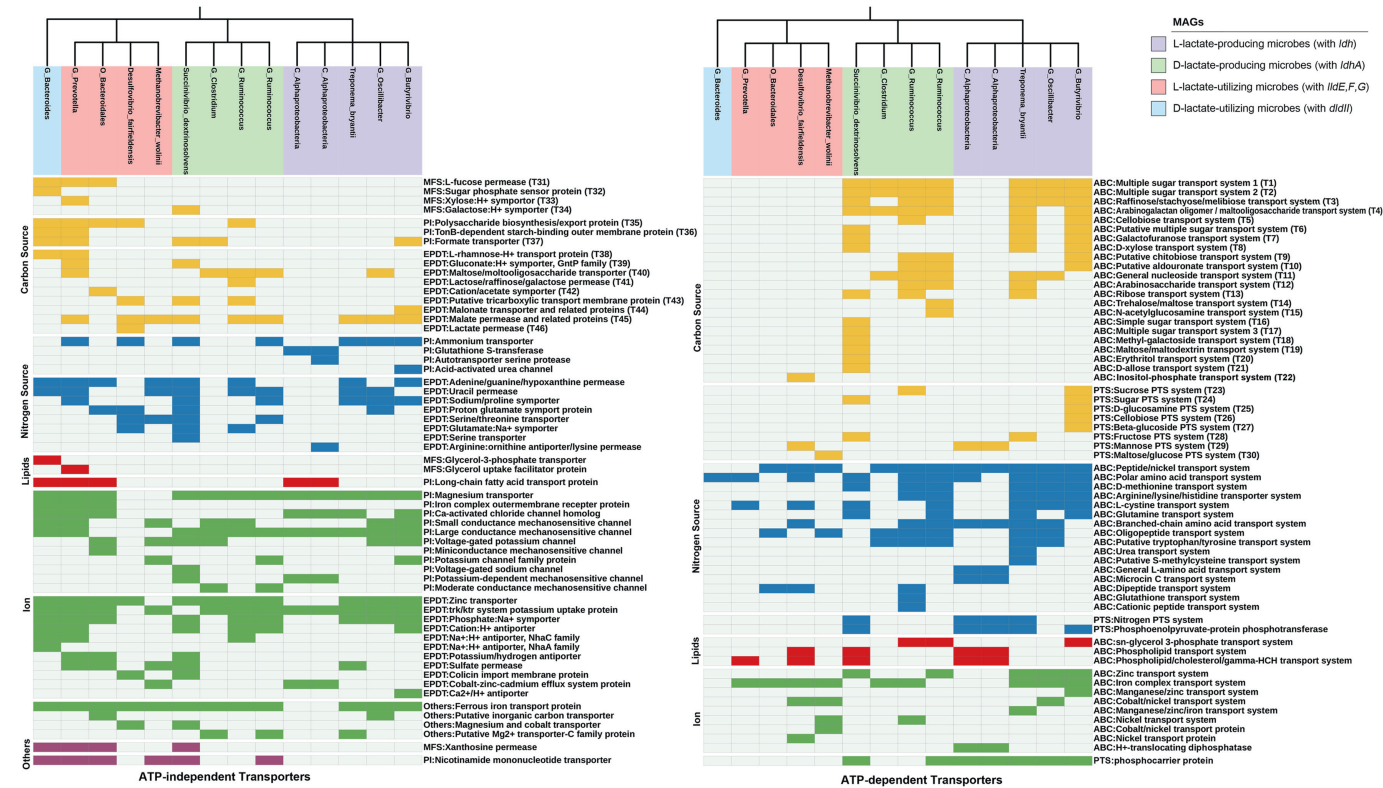 G_Bacteroides
G_Prevotella
O_Bacteroidales
Desulfovibrio_fairfieldensis
Methanobrevibacter_wolinii
Succinivibrio_dextrinosolvens
G_Clostridium
G_Ruminococcus
G_Ruminococcus
C_Alphaproteobacteria
C_Alphaproteobacteria
Treponema_bryantii
G_Oscillibacter
G_Butyrivibrio
Carbon Source
MFS:L-fucose permease (T31)
MFS:Sugar phosphate sensor protein (T32)
MFS:Xylose:H+ symportor (T33)
MFS:Galactose:H+ symporter (T34)
PI:Polysaccharide biosynthesis/export protein (T35)
PI:TonB-dependent starch-binding outer membrane protein (T36)
PI:Formate transporter (T37)
EPDT:L-rhamnose-H+ transport protein (T38)
EPDT:Gluconate:H+ symporter, GntP family (T39)
EPDT:Maltose/moltooligosaccharide transporter (T40)
EPDT:Lactose/raffinose/galactose permease (T41)
EPDT:Cation/acetate symporter (T42)
EPDT:Putative tricarboxylic transport membrane protein (T43)
EPDT:Malonate transporter and related proteins (T44)
EPDT:Malate permease and related proteins (T45)
EPDT:Lactate permease (T46)
Nitrogen Source
PI:Ammonium transporter
PI:Glutathione S-transferase
PI:Autotransporter serine protease
PI:Acid-activated urea channel
EPDT:Adenine/guanine/hypoxanthine permease
EPDT:Uracil permease
EPDT:Sodium/proline symporter
EPDT:Proton glutamate symport protein
EPDT:Serine/threonine transporter
EPDT:Glutamate:Na+ symporter
EPDT:Serine transporter
EPDT:Arginine:ornithine antiporter/lysine permease
Lipids
MFS:Glycerol-3-phosphate transporter
MFS:Glycerol uptake facilitator protein
PI:Long-chain fatty acid transport protein
Ion
PI:Magnesium transporter
PI:Iron complex outermembrane recepter protein
PI:Ca-activated chloride channel homolog
PI:Small conductance mechanosensitive channel
PI:Large conductance mechanosensitive channel
PI:Voltage-gated potassium channel
PI:Miniconductance mechanosensitive channel
PI:Potassium channel family protein
PI:Voltage-gated sodium channel
PI:Potassium-dependent mechanosensitive channel
PI:Moderate conductance mechanosensitive channel
EPDT:Zinc transporter
EPDT:trk/ktr system potassium uptake protein
EPDT:Phosphate:Na+ symporter
EPDT:Cation:H+ atiporter
EPDT:Na+:H+ antiporter, NhaC family
EPDT:Na+:H+ antiporter, NhaA family
EPDT:Potassium/hydrogen antiporter
EPDT:Sulfate permease
EPDT:Colicin import membrane protein
EPDT:Cobalt-zinc-cadmium efflux system protein
EPDT:Ca2+/H+ antiporter
Others:Ferrous iron transport protein
Others:Putative inorganic carbon transporter
Others:Magnesium and cobalt transporter
Others:Putative Mg2+ transporter-C family protein
Others
MFS:Xanthosine permease
PI:Nicotinamide mononucleotide transporter
ATP-independent Transporters
G_Bacteroides
G_Prevotella
O_Bacteroidales
Desulfovibrio_fairfieldensis
Methanobrevibacter_wolinii
Succinivibrio_dextrinosolvens
G_Clostridium
G_Ruminococcus
G_Ruminococcus
C_Alphaproteobacteria
C_Alphaproteobacteria
Treponema_bryantii
G_Oscillibacter
G_Butyrivibrio
Carbon Source
ABC:Multiple sugar transport system 1 (T1)
ABC:Multiple sugar transport system 2 (T2)
ABC:Raffinose/stachyose/melibiose transport system (T3)
ABC:Arabinogalactan oligomer / maltooligosaccharide transport system (T4)
ABC:Cellobiose transport system (T5)
ABC:Putative multiple sugar transport system (T6)
ABC:Galactofuranose transport system (T7)
ABC:D-xylose transport system (T8)
ABC:Putative chitobiose transport system (T9)
ABC:Putative aldouronate transport system (T10)
ABC:General nucleoside transport system (T11)
ABC:Arabinosaccharide transport system (T12)
ABC:Ribose transport system (T13)
ABC:Trehalose/maltose transport system (T14)
ABC:N-acetylglucosamine transport system (T15)
ABC:Simple sugar transport system (T16)
ABC:Multiple sugar transport system 3 (T17)
ABC:Methyl-galactoside transport system (T18)
ABC:Maltose/maltodextrin transport system (T19)
ABC:Erythritol transport system (T20)
ABC:D-allose transport system (T21)
ABC:Inositol-phosphate transport system (T22)
PTS:Sucrose PTS system (T23)
PTS:Sugar PTS system (T24)
PTS:D-glucosamine PTS system (T25)
PTS:Cellobiose PTS system (T26)
PTS:Beta-glucoside PTS system (T27)
PTS:Fructose PTS system (T28)
PTS:Mannose PTS system (T29)
PTS:Maltose/glucose PTS system (T30)
Nitrogen Source
ABC:Peptide/nickel transport system
ABC:Polar amino acid transport system
ABC:D-methionine transport system
ABC:Arginine/lysine/histidine transporter system
ABC:L-cystine transport system
ABC:Glutamine transport system
ABC:Branched-chain amino acid transport system
ABC:Oligopeptide transport system
ABC:Putative tryptophan/tyrosine transport system
ABC:Urea transport system
ABC:Putative S-methylcysteine transport system
ABC:General L-amino acid transport system
ABC:Microcin C transport system
ABC:Dipeptide transport system
ABC:Glutathione transport system
ABC:Cationic peptide transport system
PTS:Nitrogen PTS system
PTS:Phosphoenolpyruvate-protein phosphotransferase
Lipids
ABC:sn-glycerol 3-phosphate transport system
ABC:Phospholipid transport system
ABC:Phospholipid/cholesterol/gamma-HCH transport system
Ion
ABC:Zinc transport system
ABC:Iron complex transport system
ABC:Manganese/zinc transport system
ABC:Cobalt/nickel transport system
ABC:Manganese/zinc/iron transport system
ABC:Nickel transport system
ABC:Cobalt/nickel transport protein
ABC:Nickel transport protein
ABC:H+-translocating diphosphatase
PTS:phosphocarrier protein
ATP-dependent Transporters
MAGs
L-lactate-producing microbes (with ldh)
D-lactate-producing microbes (with ldhA)
L-lactate-utilizing microbes (with lldE,F,G)
D-lactate-utilizing microbes (with dldII)